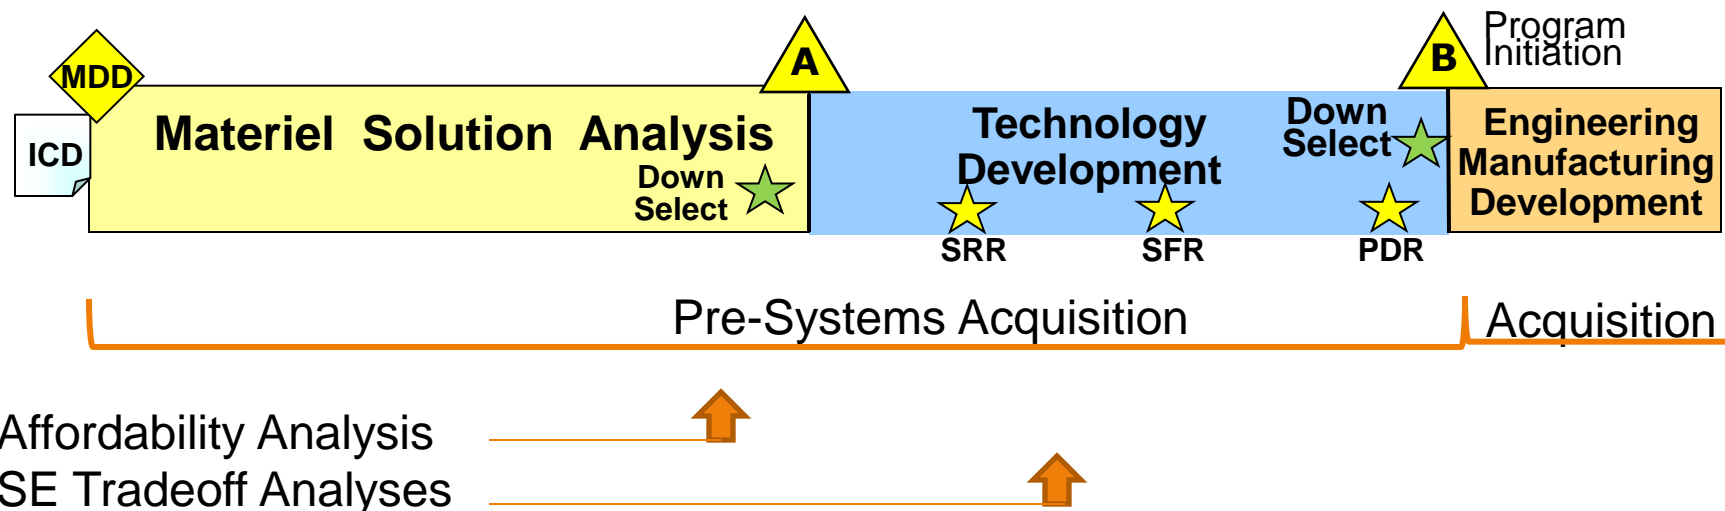 MDD
A
B
Program
Initiation
ICD
Materiel Solution Analysis
Down
Select
Technology
Development
Down
Select
Engineering
Manufacturing
Development
SRR
SFR
PDR
Pre-Systems Acquisition
Acquisition
Affordability Analysis
SE Tradeoff Analyses